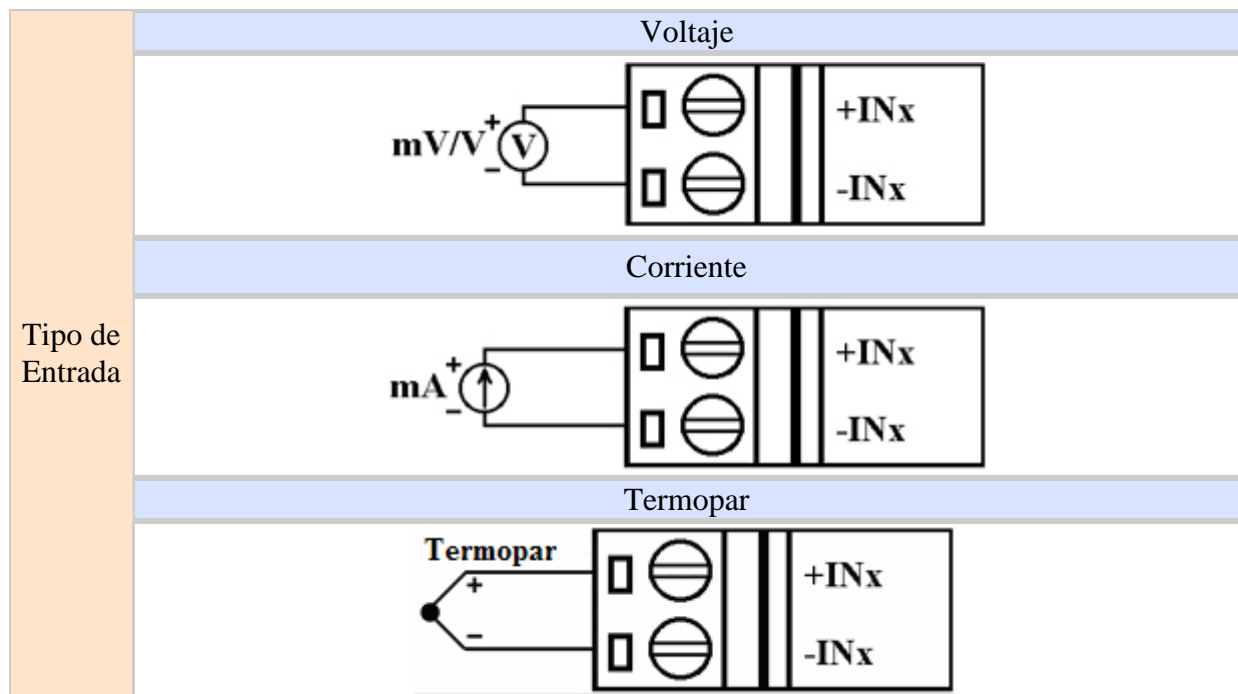 Voltaje
mV/V
+
V
−
+INx
-INx
Corriente
mA
+
−
+INx
-INx
Tipo de
Entrada
Termopar
Termopar
+
−
+INx
-INx